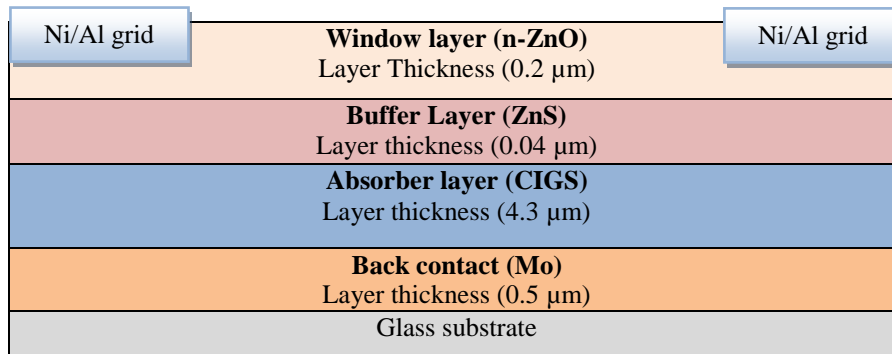 Ni/Al grid
Window layer (n-ZnO)
Ni/Al grid
Layer Thickness (0.2 µm)
Buffer Layer (ZnS)
Layer thickness (0.04 µm)
Absorber layer (CIGS)
Layer thickness (4.3 µm)
Back contact (Mo)
Layer thickness (0.5 µm)
Glass substrate